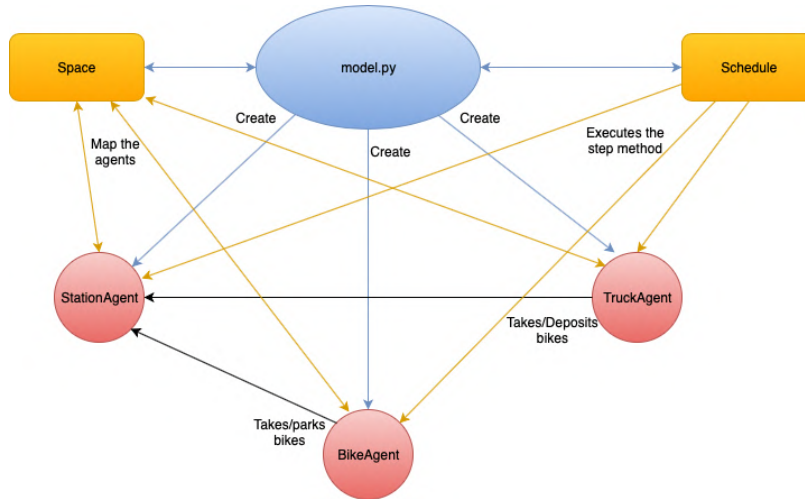 Space
model.py
Schedule
Create
Create
Create
Map the
agents
Executes the
step method
StationAgent
TruckAgent
Takes/Deposits
bikes
Takes/parks
bikes
BikeAgent